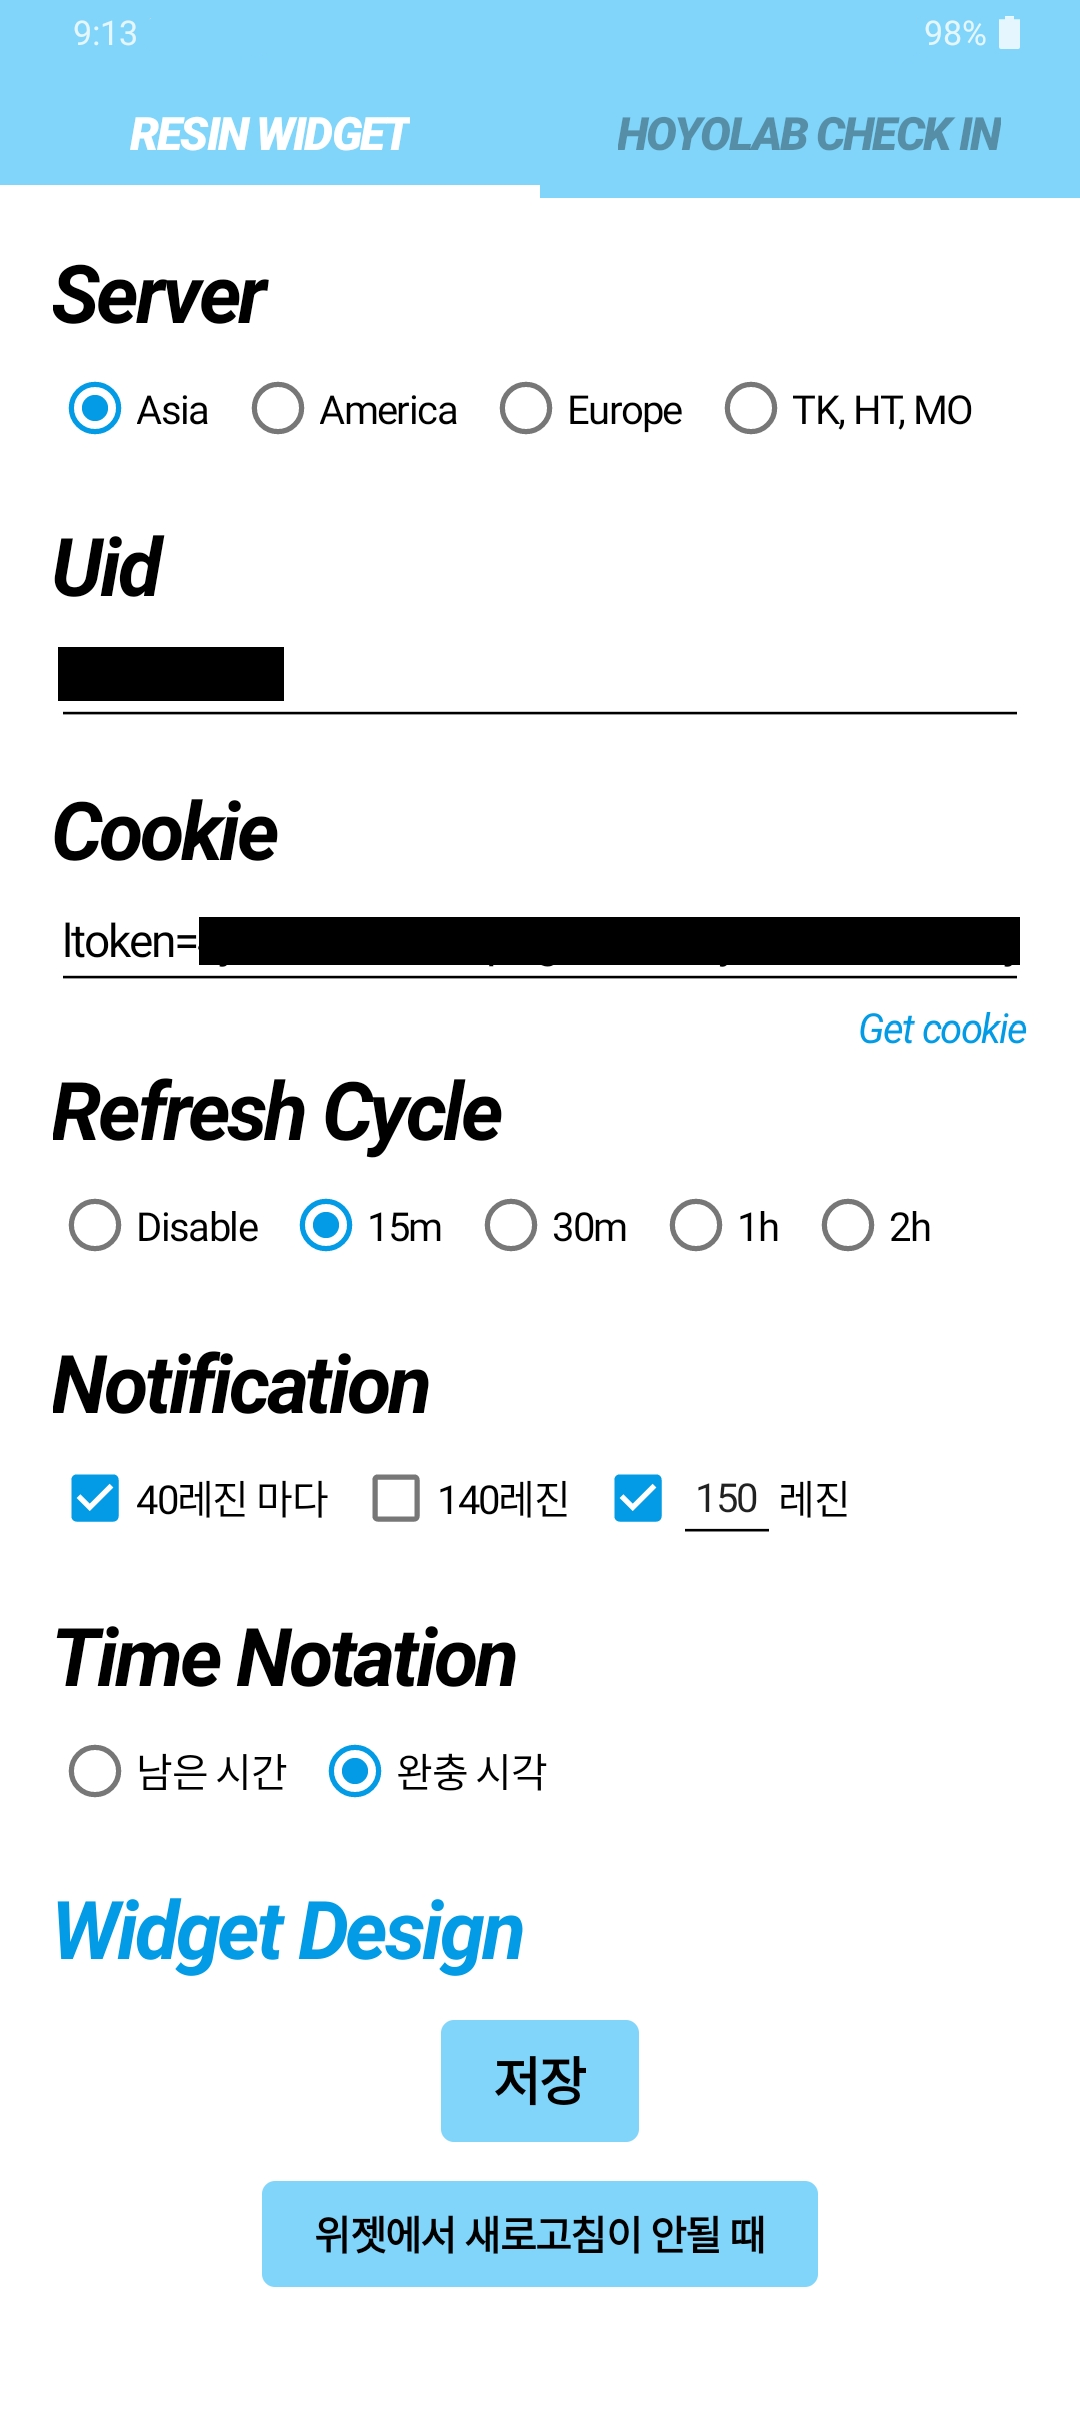 9:13 98%
RESIN WIDGET HOYOLAB CHECK IN
Server
Asia America Europe TK, HT, MO
Uid
Cookie
ltoken=
Get cookie
Refresh Cycle
Disable 15m 30m 1h 2h
Notification
40레진 마다 140레진 150 레진
Time Notation
남은 시간 완충 시각
Widget Design
저장
위젯에서 새로고침이 안될 때